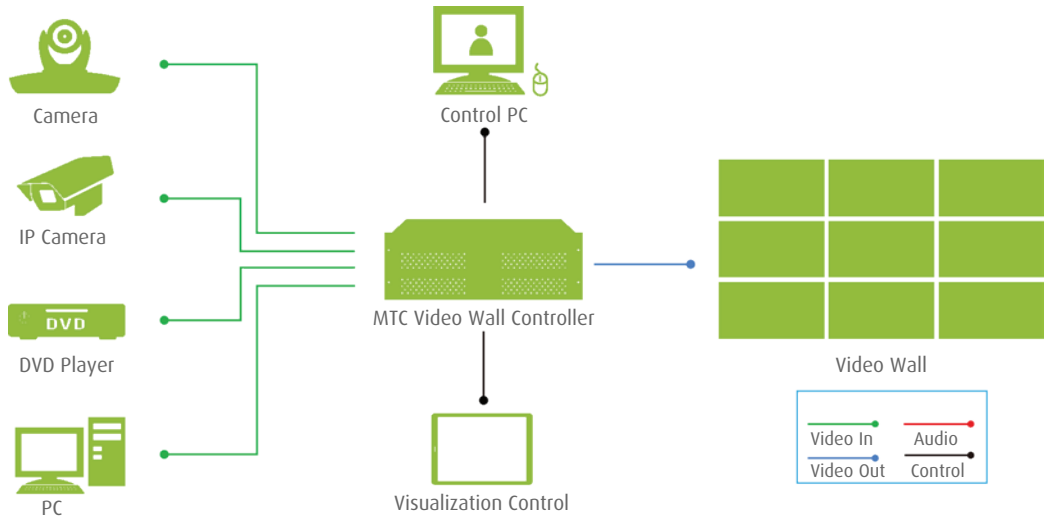 Camera
Control PC
IP Camera
MTC Video Wall Controller
DVD
DVD Player
Video Wall
Video In
Audio
Video Out
Control
Visualization Control
PC